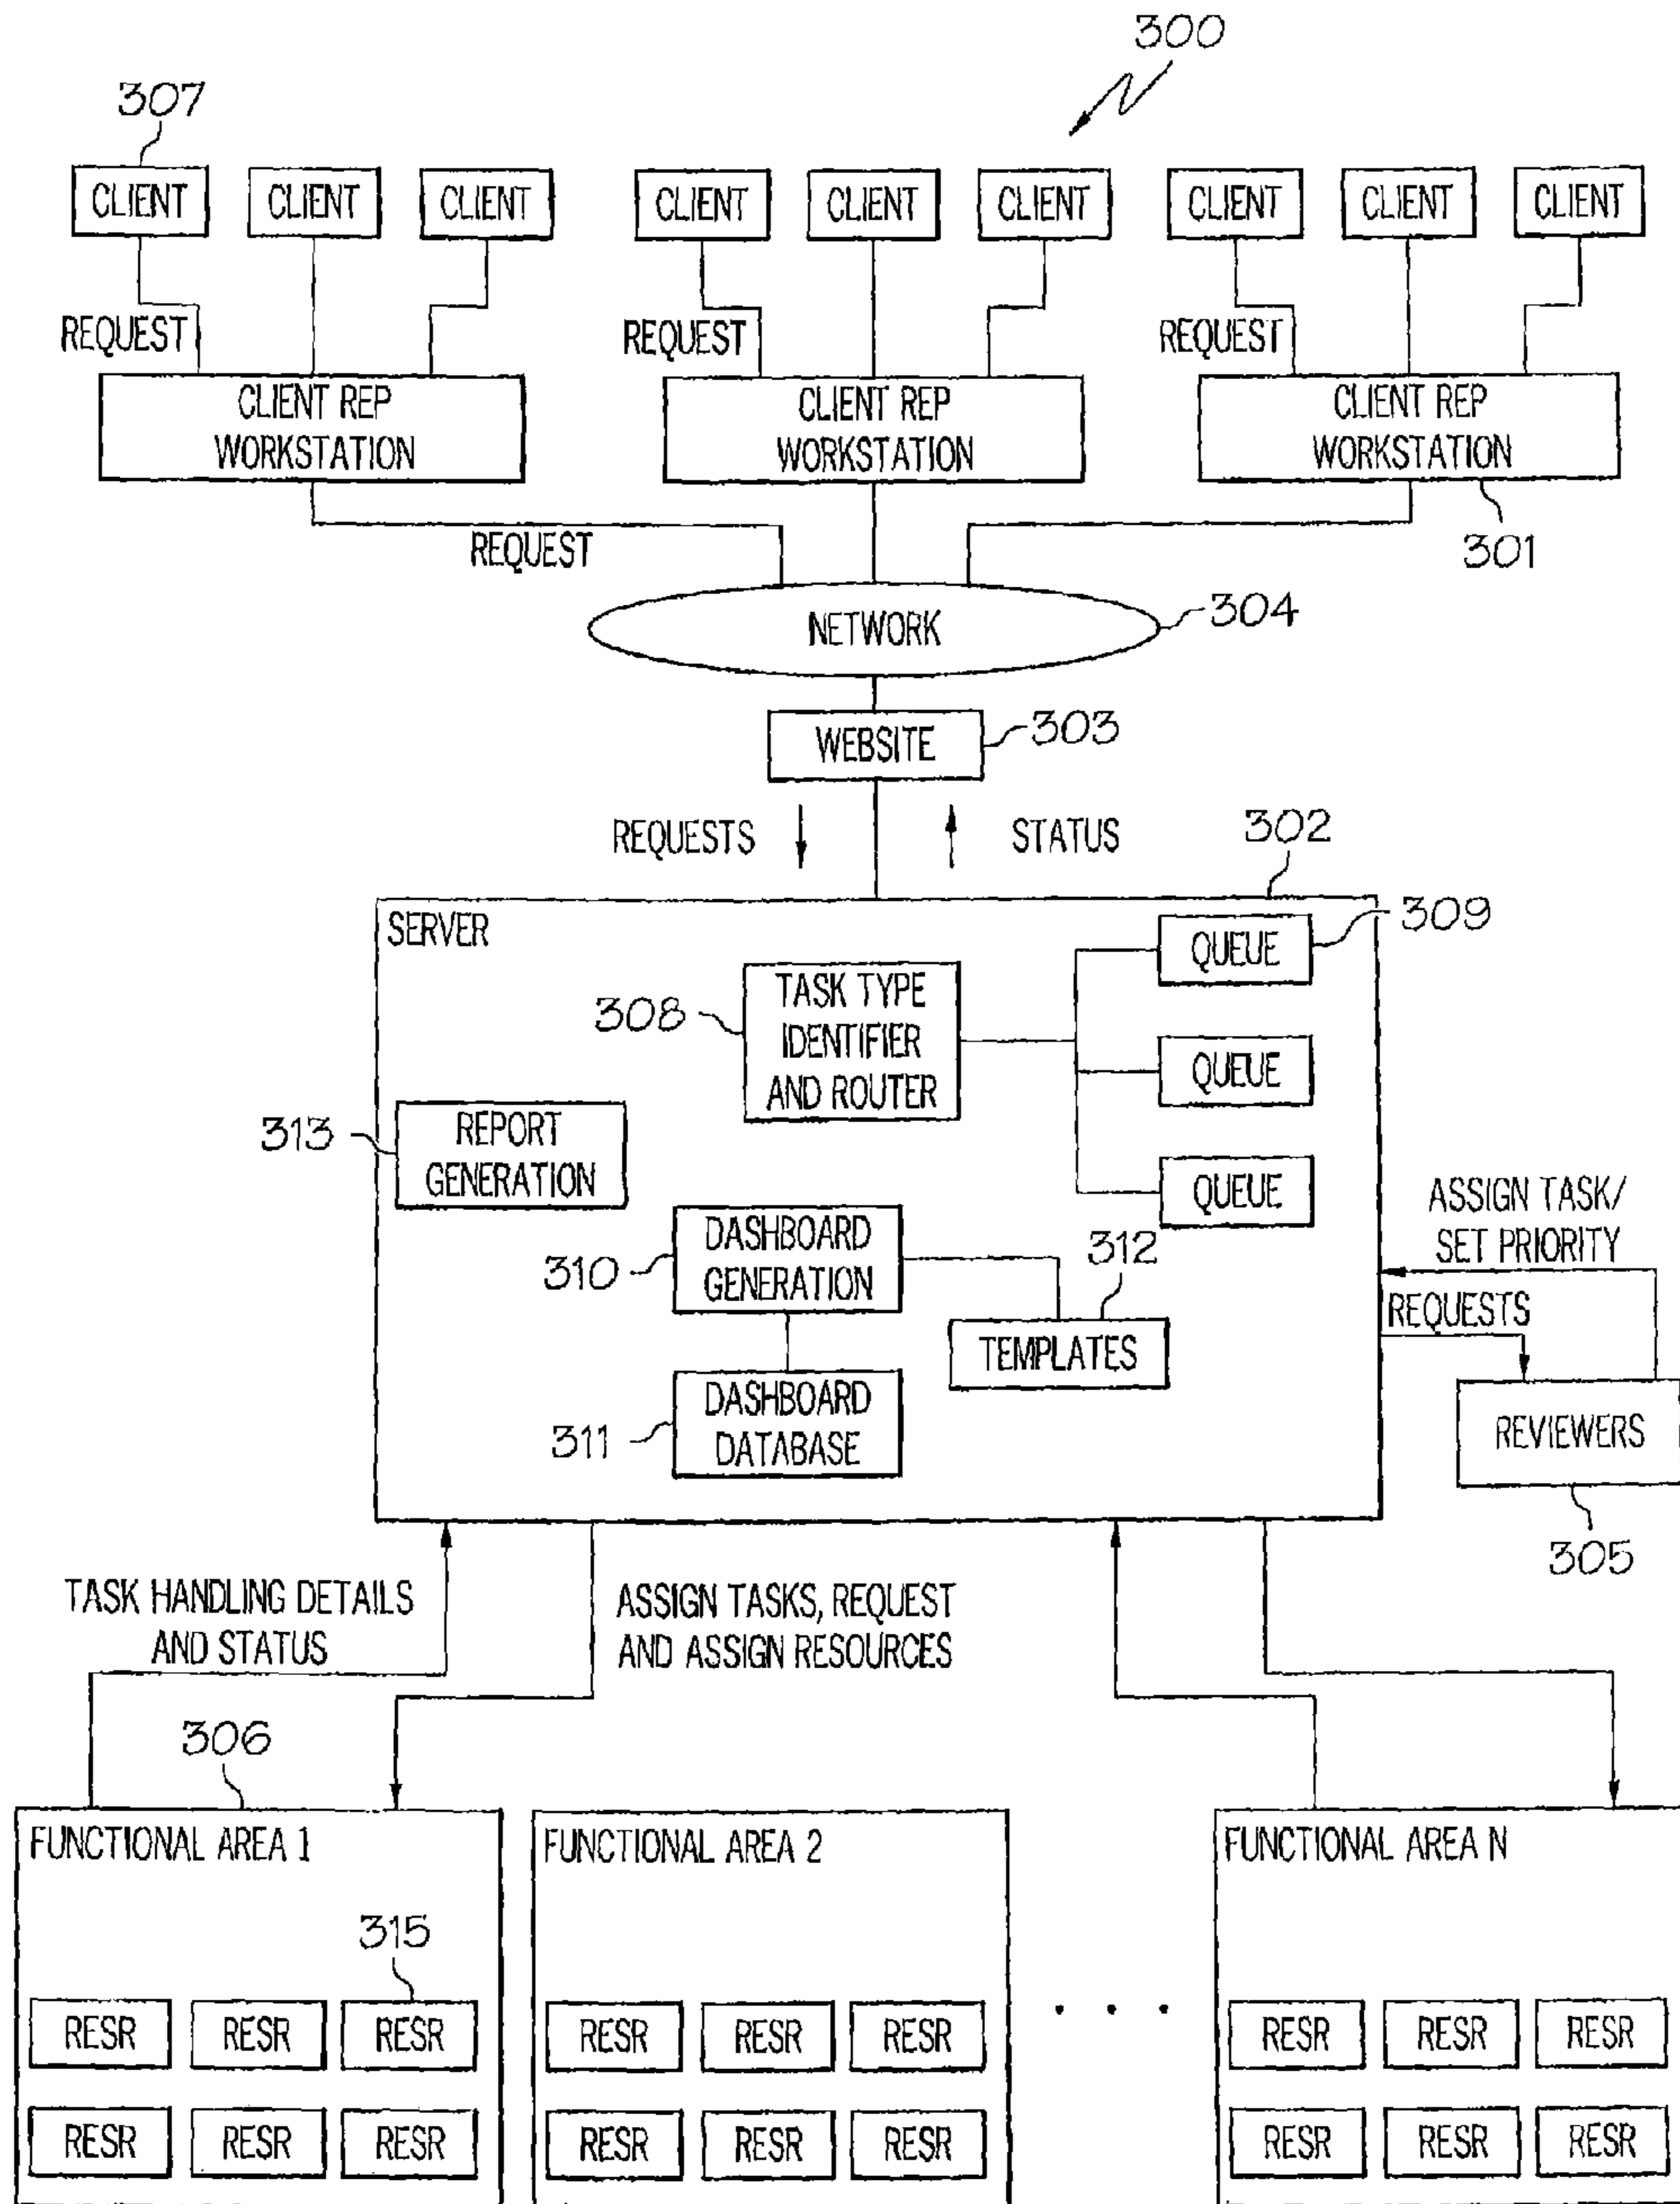 300
307
CLIENT CLIENT CLIENT CLIENT CLIENT CLIENT CLIENT CLIENT CLIENT
REQUEST REQUEST REQUEST
CLIENT REP
WORKSTATION
CLIENT REP
WORKSTATION
CLIENT REP
WORKSTATION
REQUEST
301
NETWORK
304
WEBSITE
303
REQUESTS
STATUS
302
SERVER
QUEUE
309
308
TASK TYPE
IDENTIFIER
AND ROUTER
QUEUE
313
REPORT
GENERATION
QUEUE
ASSIGN TASK/
SET PRIORITY
310
DASHBOARD
GENERATION
312
REQUESTS
TEMPLATES
311
DASHBOARD
DATABASE
REVIEWERS
305
TASK HANDLING DETAILS
AND STATUS
ASSIGN TASKS, REQUEST
AND ASSIGN RESOURCES
306
FUNCTIONAL AREA 1
FUNCTIONAL AREA 2
FUNCTIONAL AREA N
315
RESR RESR RESR RESR RESR RESR . . . RESR RESR RESR
RESR RESR RESR RESR RESR RESR RESR RESR RESR